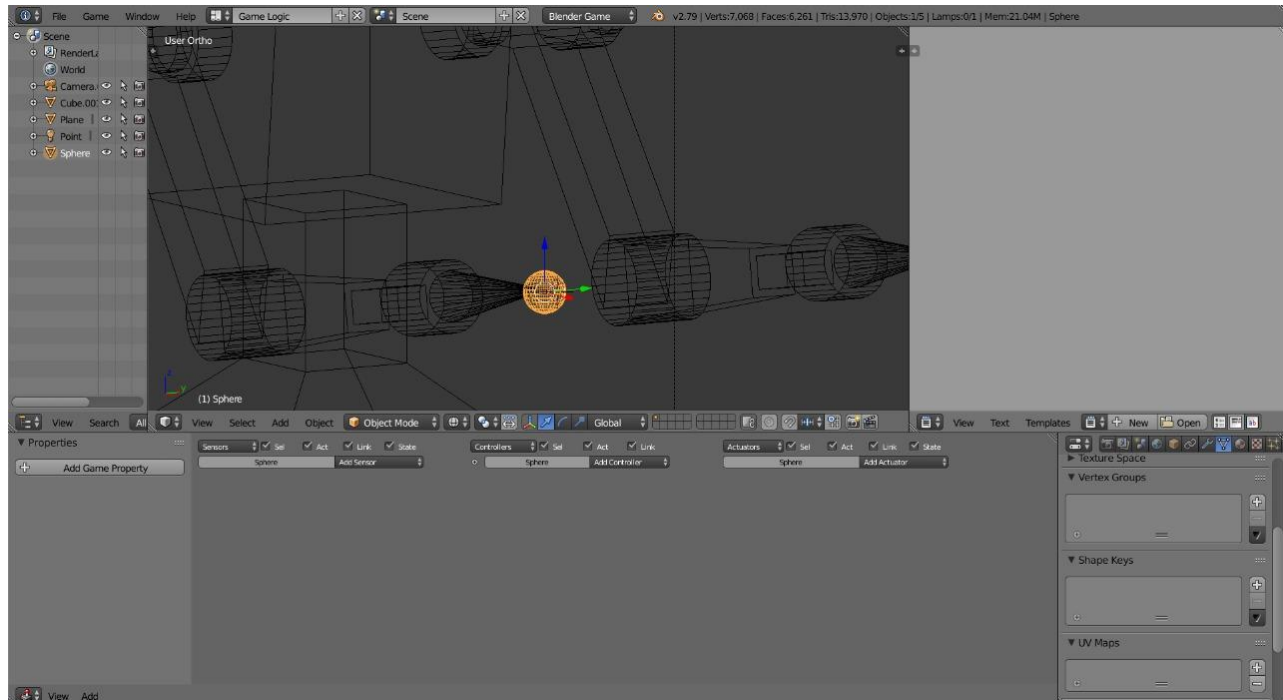 File Game Window Help Game Logic Scene Blender Game v2.79 | Verts:7,068 | Faces:6,261 | Tris:13,970 | Objects:1/5 | Lamps:0/1 | Mem:21.04M | Sphere
Scene
RenderLa
World
Camera.
Cube.00
Plane
Point
Sphere
User Ortho
z
y
(1) Sphere
View Search All
View Select Add Object Object Mode Global
View Text Templates New Open
Properties
Add Game Property
Sensors Sel Act Link State
Sphere Add Sensor
Controllers Sel Act Link
Sphere Add Controller
Actuators Sel Act Link State
Sphere Add Actuator
Texture Space
Vertex Groups
Shape Keys
UV Maps
View Add